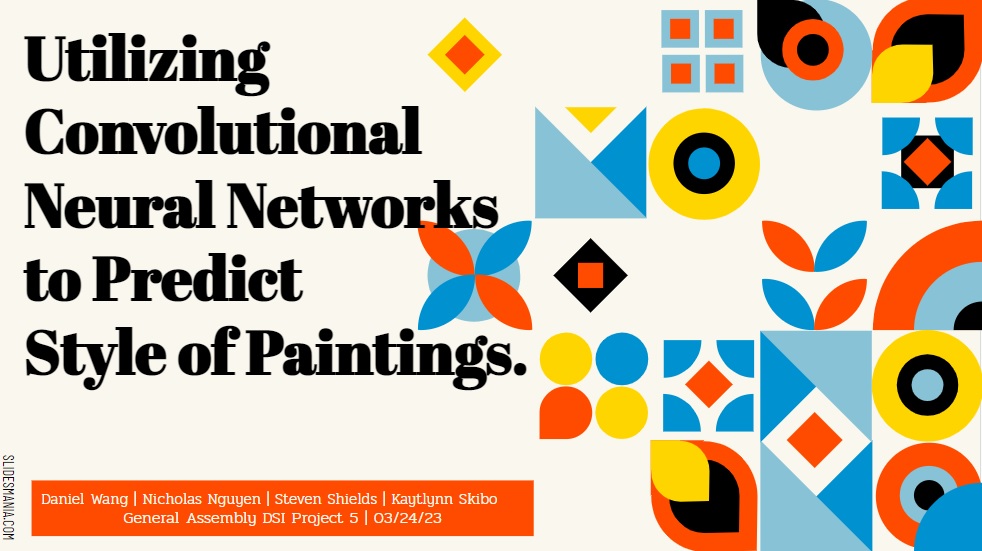 Utilizing
Convolutional
Neural Networks
to Predict
Style of Paintings.
Daniel Wang | Nicholas Nguyen | Steven Shields | Kaytlynn Skibo
General Assembly DSI Project 5 | 03/24/23
SLIDESMANIA.COM